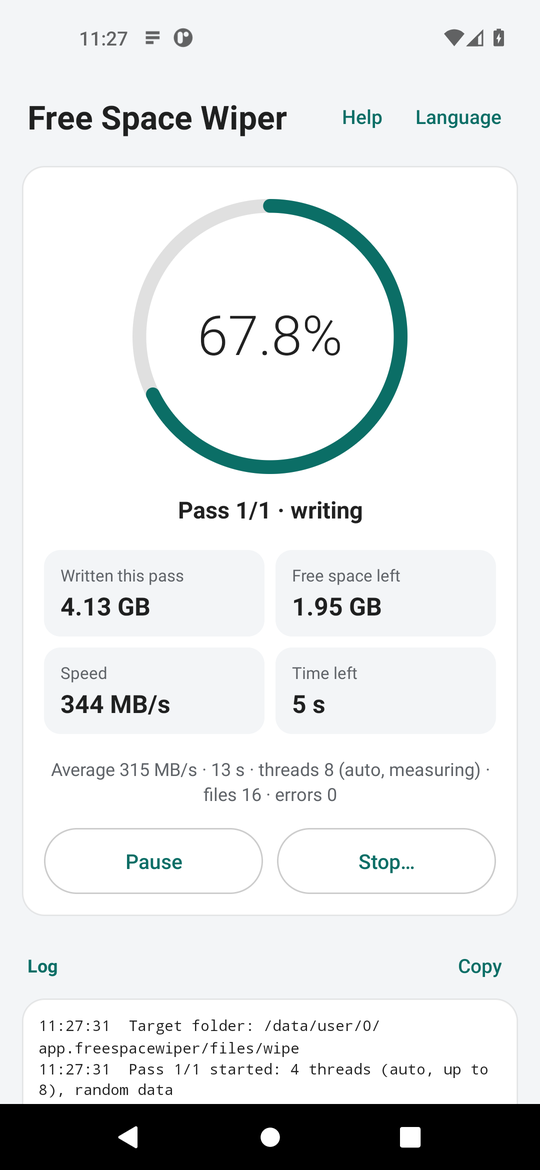 11:27
Free Space Wiper
Help
Language
67.8%
Pass 1/1 · writing
Written this pass
4.13 GB
Free space left
1.95 GB
Speed
344 MB/s
Time left
5 s
Average 315 MB/s · 13 s · threads 8 (auto, measuring) ·
files 16 · errors 0
Pause
Stop…
Log
Copy
11:27:31  Target folder: /data/user/0/
app.freespacewiper/files/wipe
11:27:31  Pass 1/1 started: 4 threads (auto, up to
8), random data